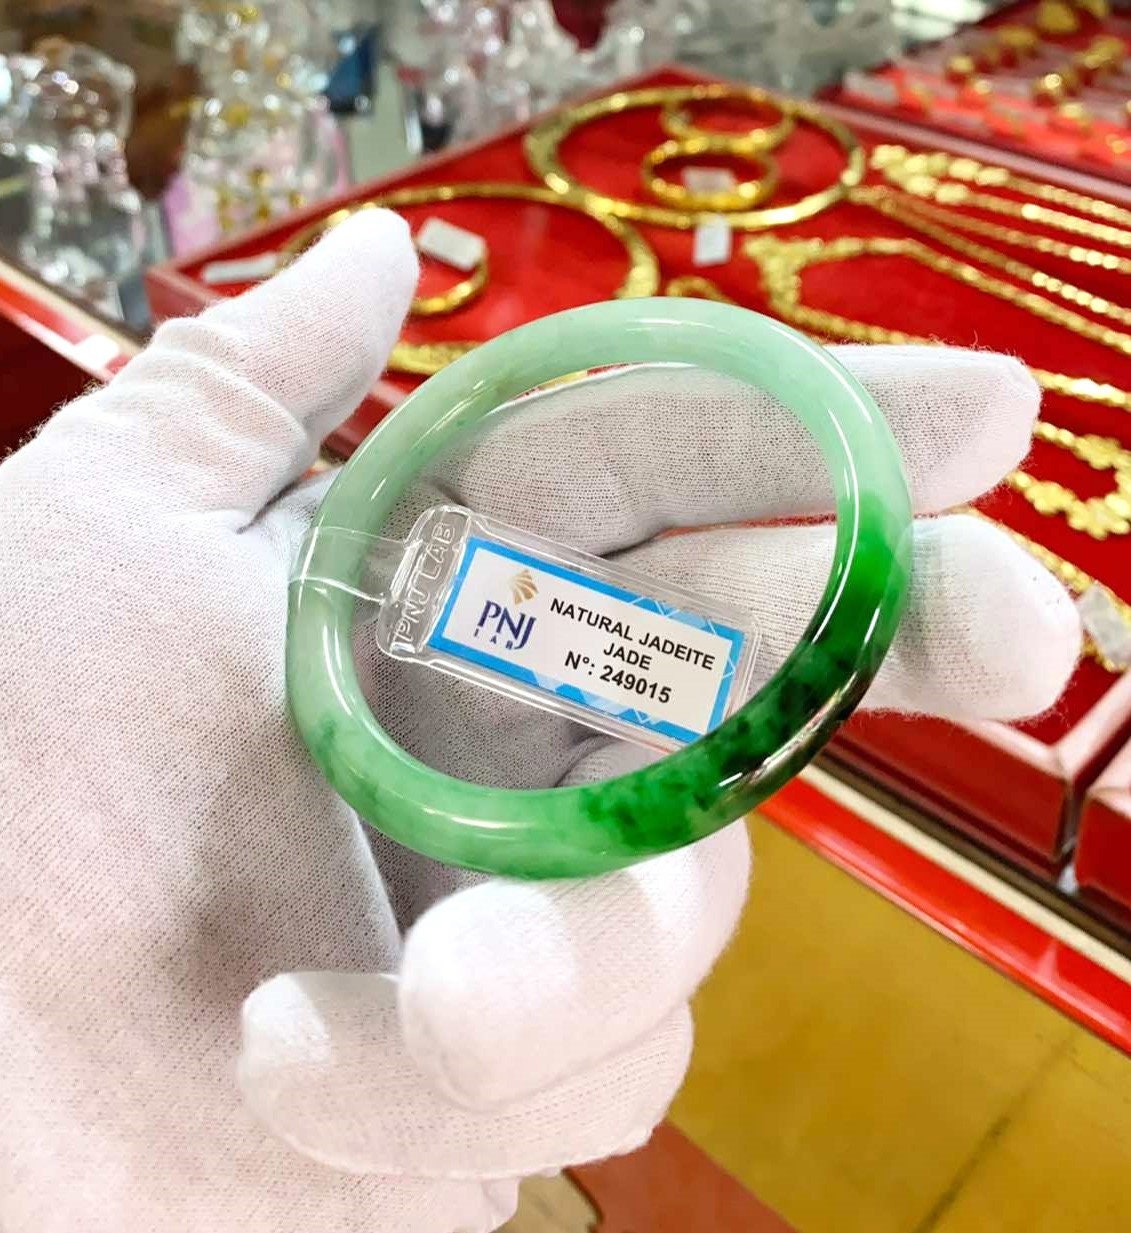 PNJ LAB
PNJ
LAB
NATURAL JADEITE
JADE
N°: 249015